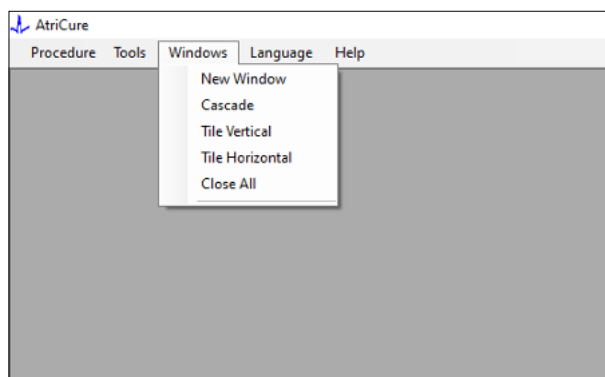 AtriCure
Procedure Tools Windows Language Help
New Window
Cascade
Tile Vertical
Tile Horizontal
Close All